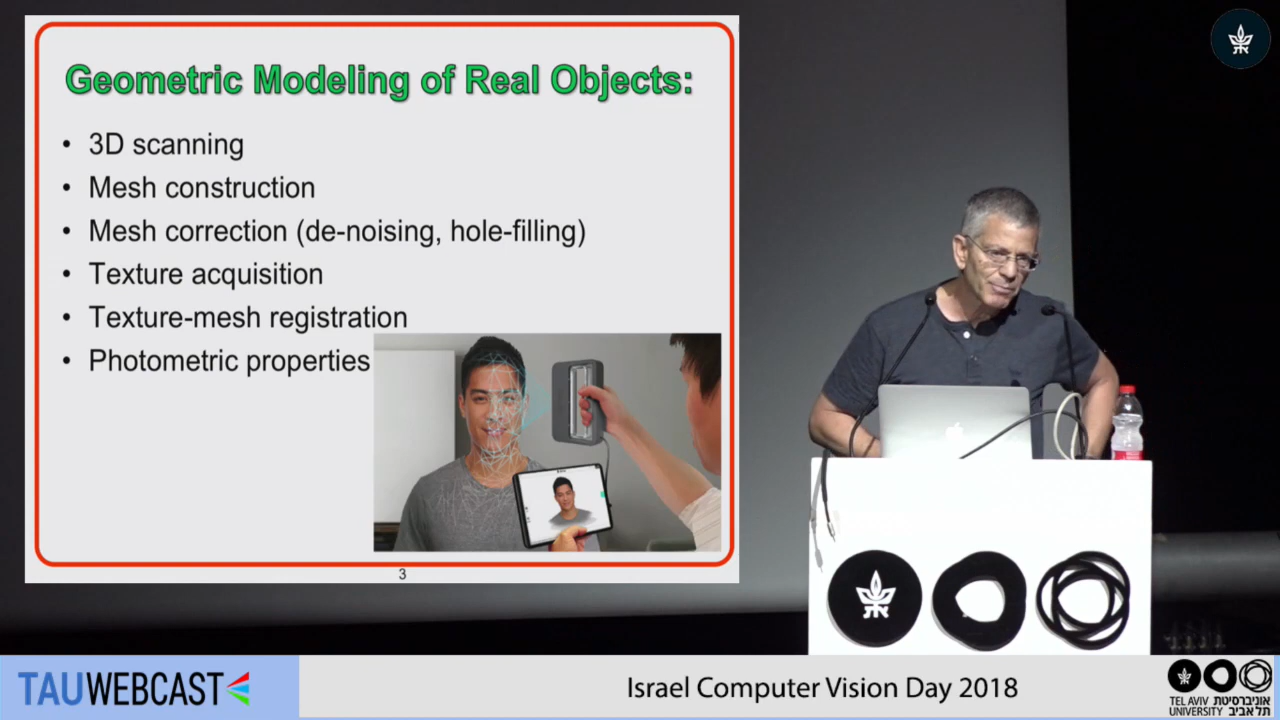 Geometric Modeling of Real Objects:
• 3D scanning
• Mesh construction
• Mesh correction (de-noising, hole-filling)
• Texture acquisition
• Texture-mesh registration
• Photometric properties
3
TAUWEBCAST
Israel Computer Vision Day 2018
TEL AVIV אוניברסיטת
UNIVERSITY תל אביב